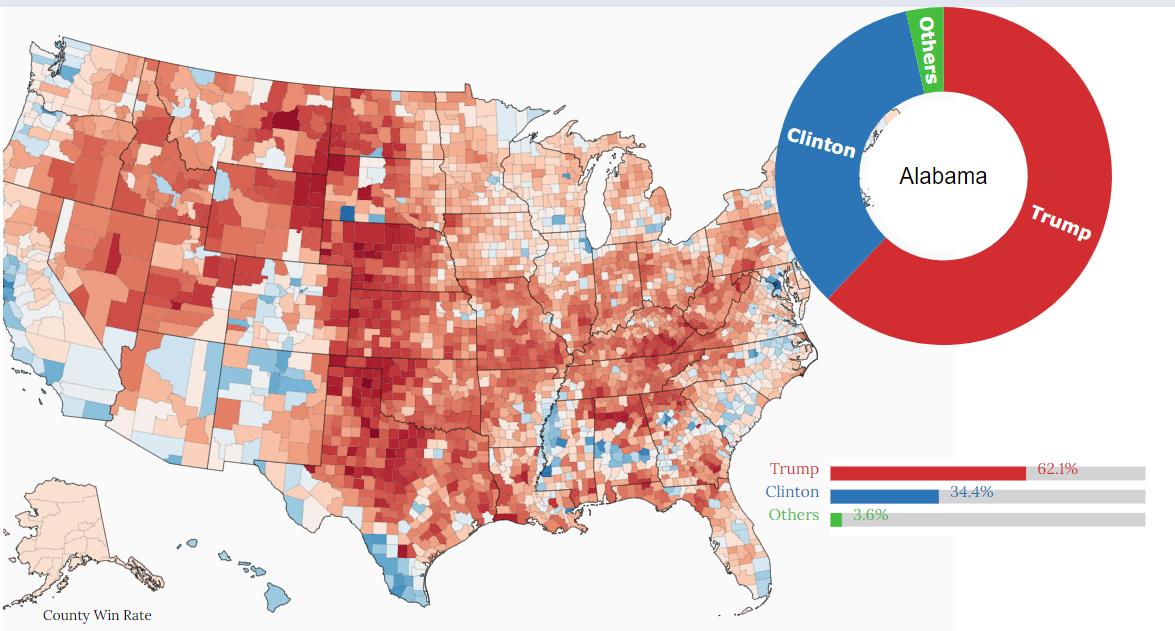 Others
Clinton
Alabama
Trump
Trump 62.1%
Clinton 34.4%
Others 3.6%
County Win Rate